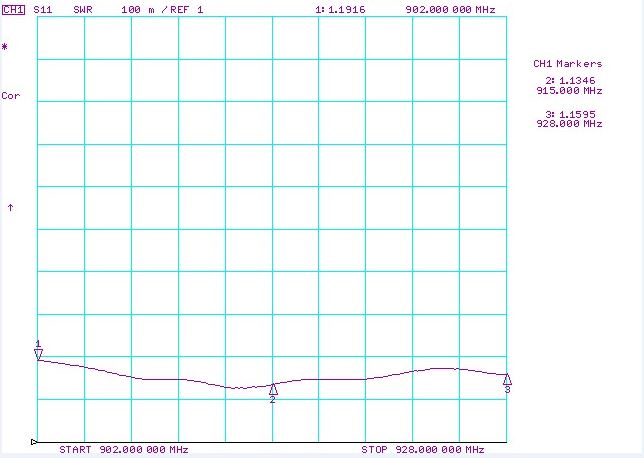 CH1 S11 SWR 100 m / REF 1 1: 1.1916 902.000 000 MHz
*
CH1 Markers
2: 1.1346
915.000 MHz
Cor
3: 1.1595
928.000 MHz
↑
1
2
3
START 902.000 000 MHz STOP 928.000 000 MHz